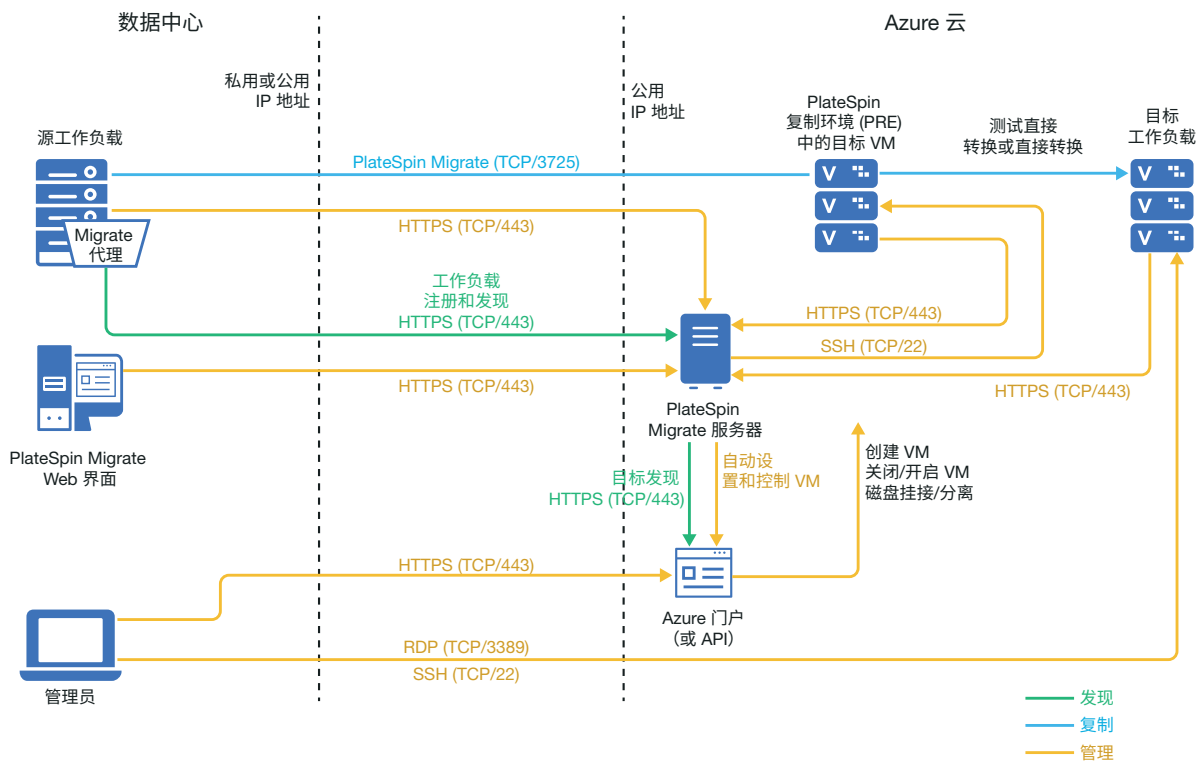 数据中心
Azure 云
私用或公用
IP 地址
公用
IP 地址
源工作负载
PlateSpin
复制环境 (PRE)
中的目标 VM
测试直接
转换或直接转换
目标
工作负载
PlateSpin Migrate (TCP/3725)
V
V
V
V
V
V
HTTPS (TCP/443)
Migrate
代理
工作负载
注册和发现
HTTPS (TCP/443)
HTTPS (TCP/443)
SSH (TCP/22)
HTTPS (TCP/443)
HTTPS (TCP/443)
PlateSpin Migrate
Web 界面
PlateSpin
Migrate 服务器
目标发现
HTTPS (TCP/443)
自动设
置和控制 VM
创建 VM
关闭/开启 VM
磁盘挂接/分离
HTTPS (TCP/443)
Azure 门户
（或 API）
RDP (TCP/3389)
SSH (TCP/22)
管理员
发现
复制
管理